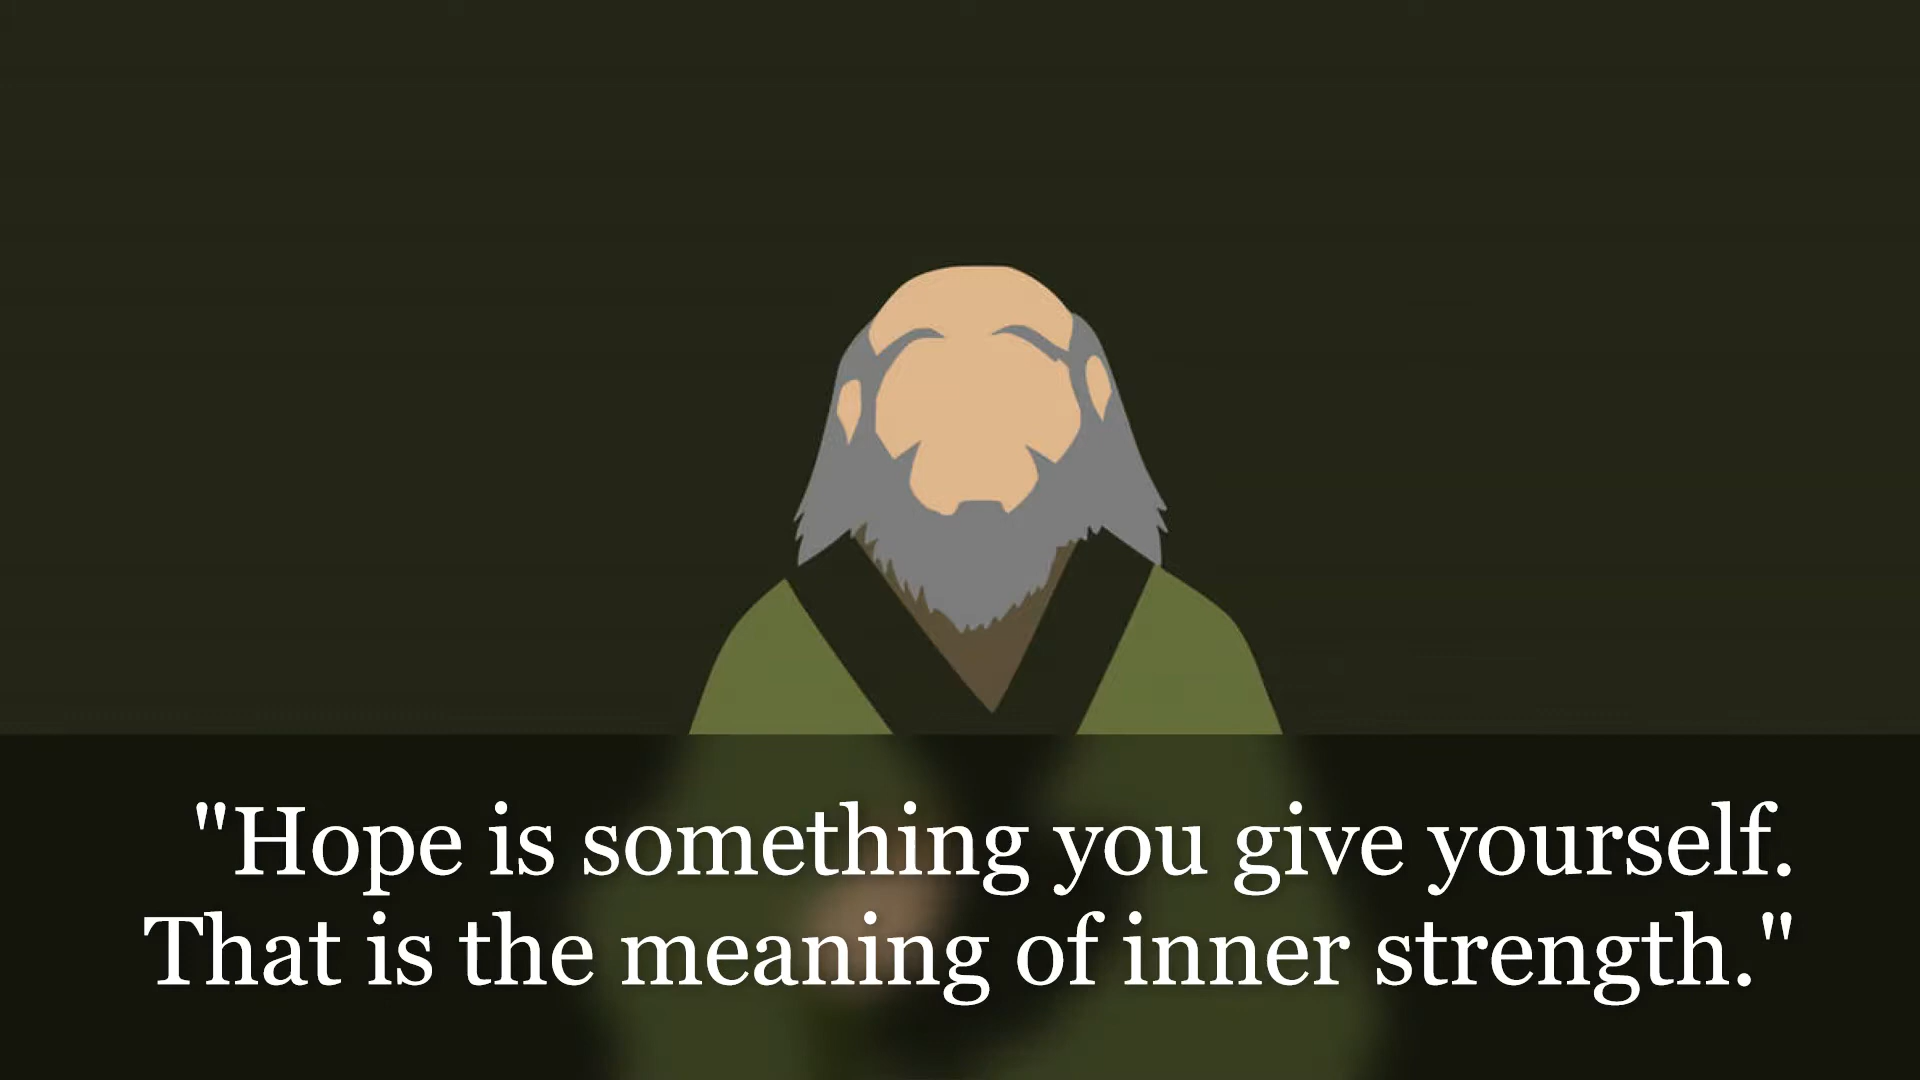 "Hope is something you give yourself.
That is the meaning of inner strength."